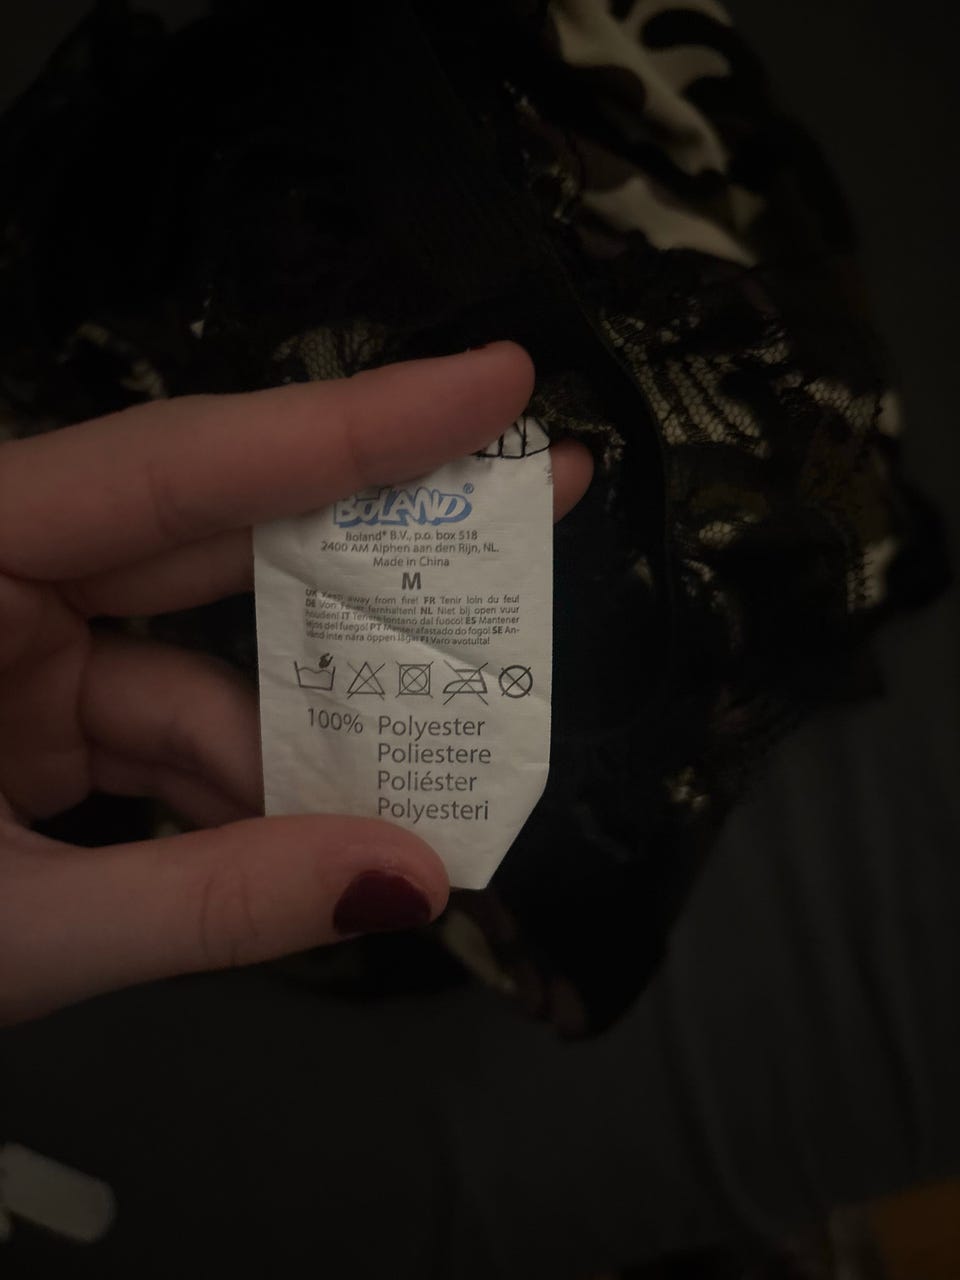 BOLAND®
Boland® B.V., p.o. box 518
2400 AM Alphen aan den Rijn, NL.
Made in China
M
UK Keep away from fire! FR Tenir loin du feu!
DE Von Feuer fernhalten! NL Niet bij open vuur
houden! IT Tenere lontano dal fuoco! ES Mantener
lejos del fuego! PT Manter afastado do fogo! SE An-
vänd inte nära öppen låga! FI Varo avotulta!
100% Polyester
Poliestere
Poliéster
Polyesteri